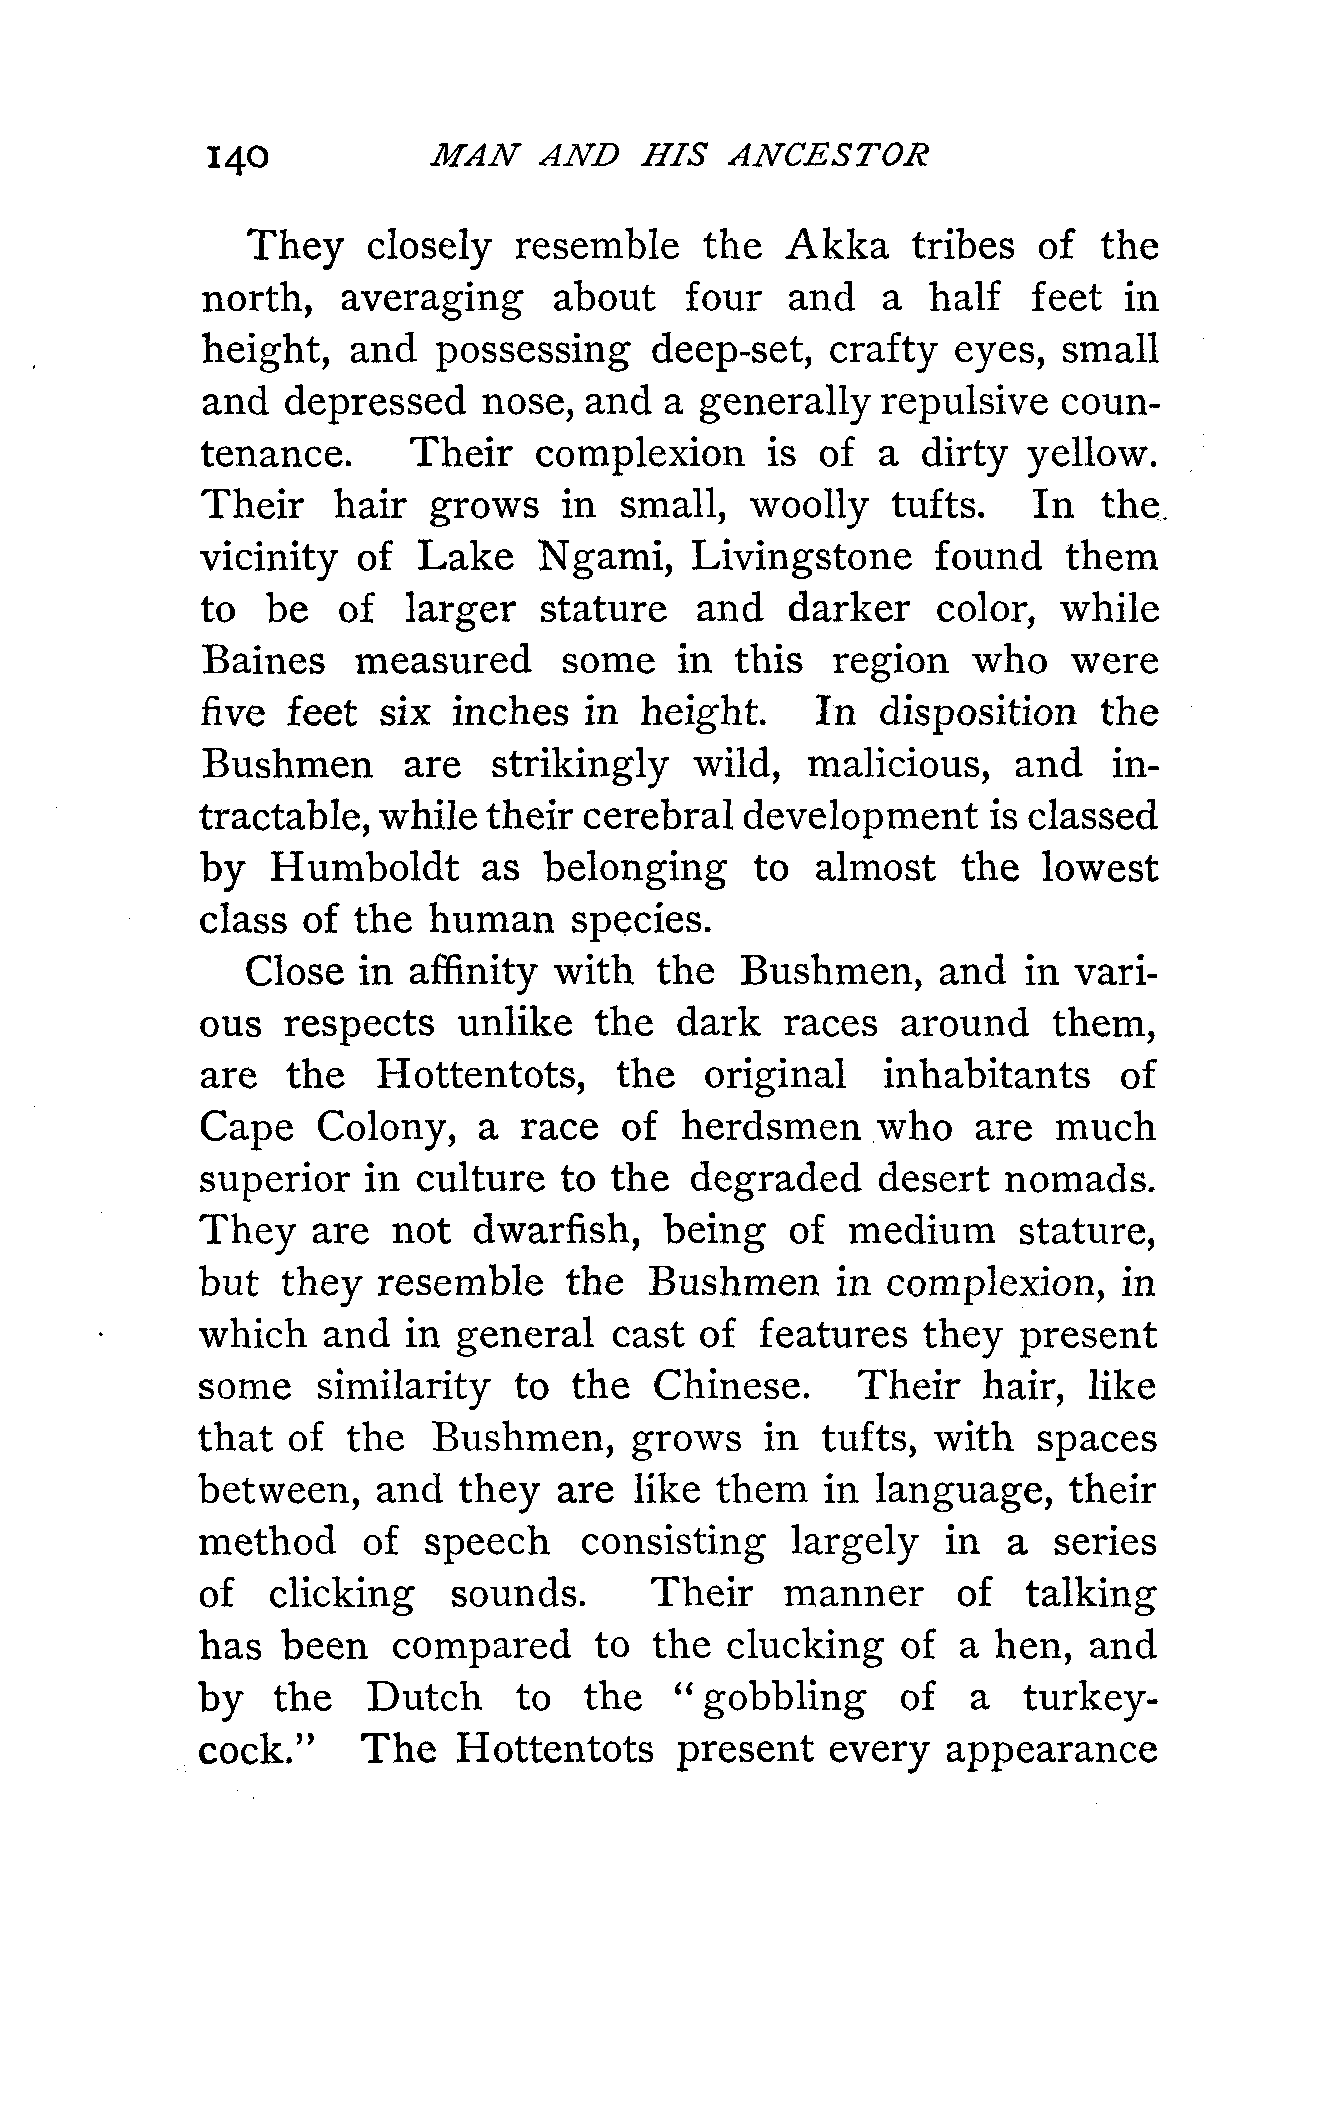 140 MAN AND HIS ANCESTOR
They closely resemble the Akka tribes of the
north, averaging about four and a half feet in
height, and possessing deep-set, crafty eyes, small
and depressed nose, and a generally repulsive coun-
tenance. Their complexion is of a dirty yellow.
Their hair grows in small, woolly tufts. In the
vicinity of Lake Ngami, Livingstone found them
to be of larger stature and darker color, while
Baines measured some in this region who were
five feet six inches in height. In disposition the
Bushmen are strikingly wild, malicious, and in-
tractable, while their cerebral development is classed
by Humboldt as belonging to almost the lowest
class of the human species.
Close in affinity with the Bushmen, and in vari-
ous respects unlike the dark races around them,
are the Hottentots, the original inhabitants of
Cape Colony, a race of herdsmen who are much
superior in culture to the degraded desert nomads.
They are not dwarfish, being of medium stature,
but they resemble the Bushmen in complexion, in
which and in general cast of features they present
some similarity to the Chinese. Their hair, like
that of the Bushmen, grows in tufts, with spaces
between, and they are like them in language, their
method of speech consisting largely in a series
of clicking sounds. Their manner of talking
has been compared to the clucking of a hen, and
by the Dutch to the “gobbling of a turkey-
cock.” The Hottentots present every appearance